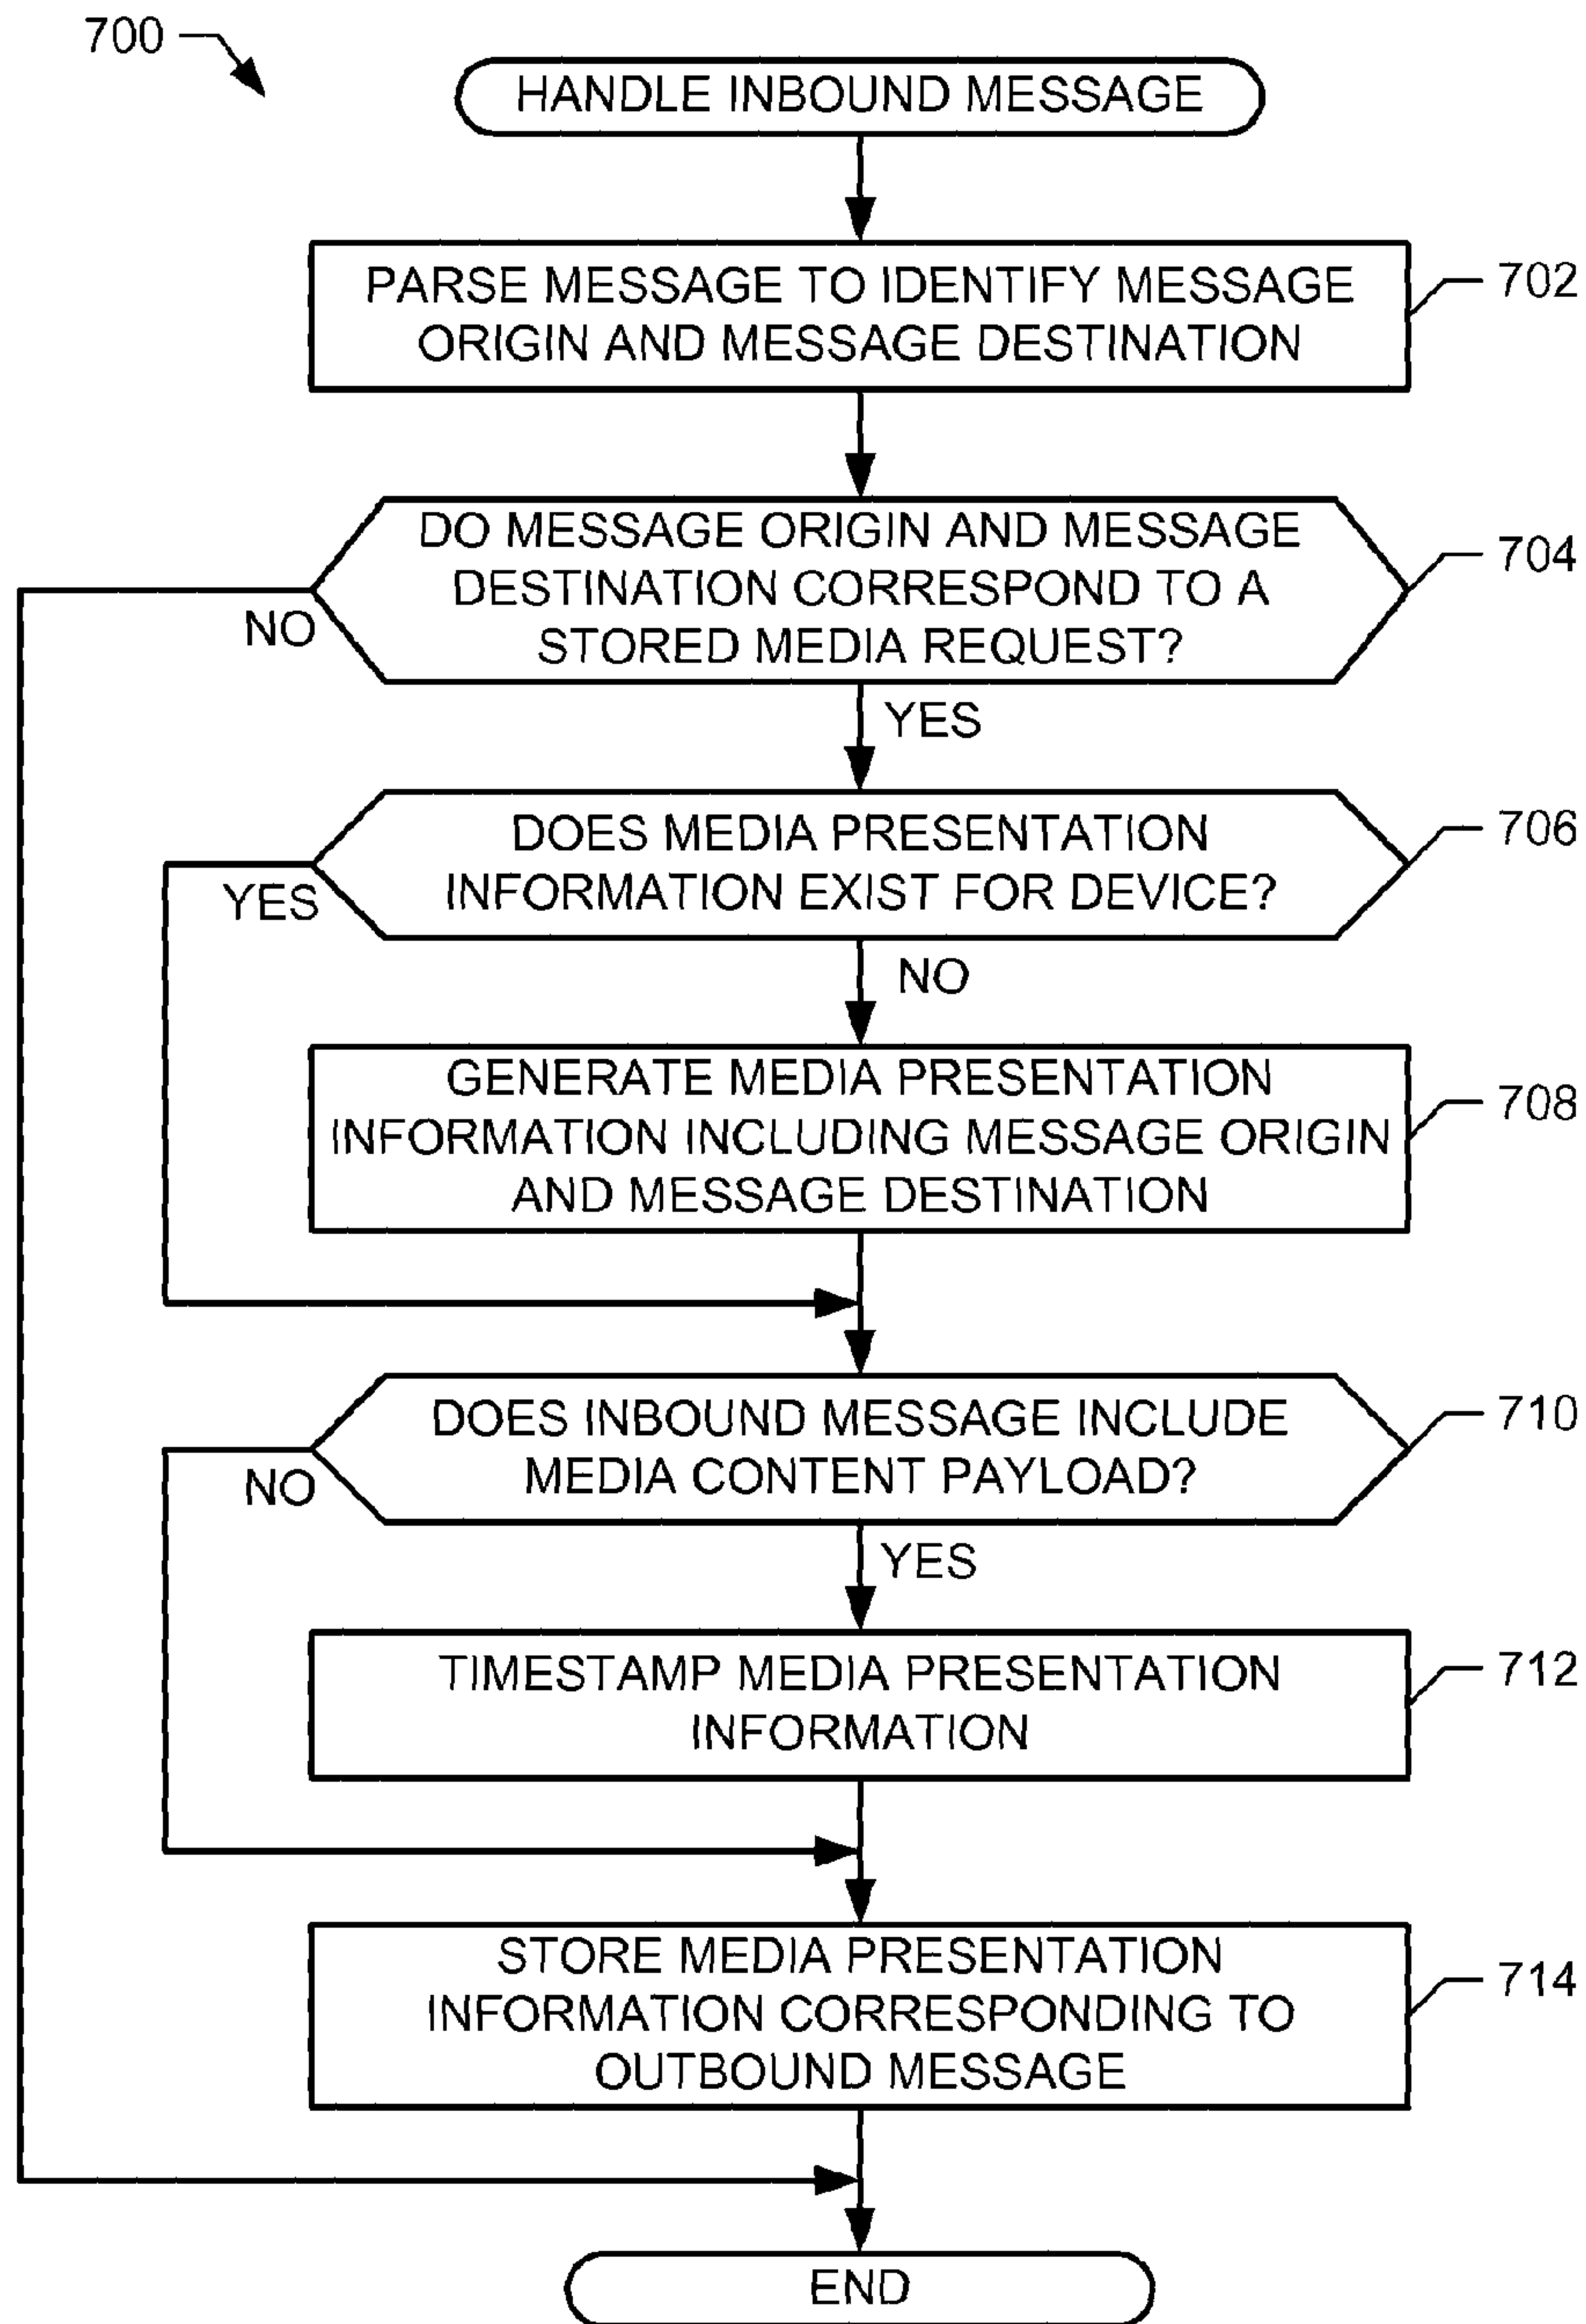 700
HANDLE INBOUND MESSAGE
PARSE MESSAGE TO IDENTIFY MESSAGE
ORIGIN AND MESSAGE DESTINATION
702
DO MESSAGE ORIGIN AND MESSAGE
DESTINATION CORRESPOND TO A
STORED MEDIA REQUEST?
704
NO
YES
DOES MEDIA PRESENTATION
INFORMATION EXIST FOR DEVICE?
706
YES
NO
GENERATE MEDIA PRESENTATION
INFORMATION INCLUDING MESSAGE ORIGIN
AND MESSAGE DESTINATION
708
DOES INBOUND MESSAGE INCLUDE
MEDIA CONTENT PAYLOAD?
710
NO
YES
TIMESTAMP MEDIA PRESENTATION
INFORMATION
712
STORE MEDIA PRESENTATION
INFORMATION CORRESPONDING TO
OUTBOUND MESSAGE
714
END